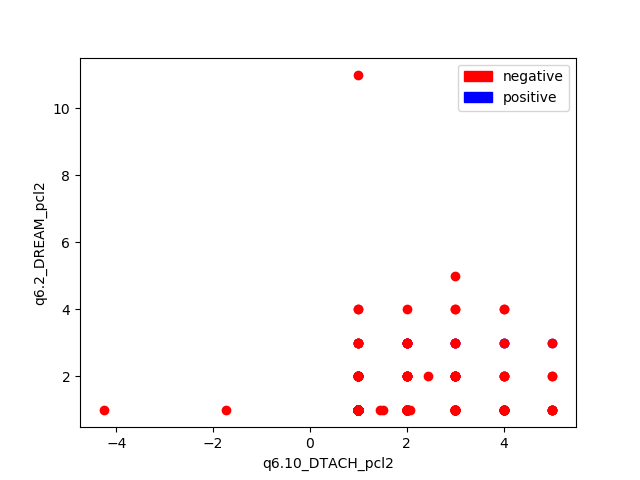 negative
positive
10
8
6
4
2
q6.2_DREAM_pcl2
−4
−2
0
2
4
q6.10_DTACH_pcl2